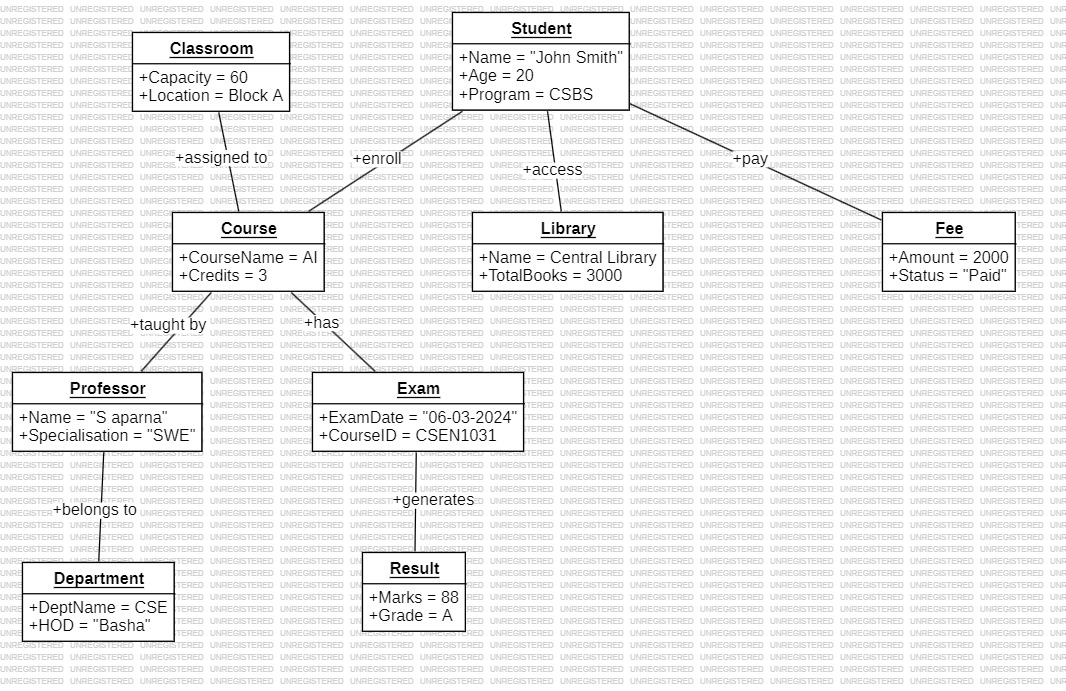 Student
+Name = "John Smith"
+Age = 20
+Program = CSBS
Classroom
+Capacity = 60
+Location = Block A
+assigned to
+enroll
+access
+pay
Course
+CourseName = AI
+Credits = 3
Library
+Name = Central Library
+TotalBooks = 3000
Fee
+Amount = 2000
+Status = "Paid"
+taught by
+has
Professor
+Name = "S aparna"
+Specialisation = "SWE"
Exam
+ExamDate = "06-03-2024"
+CourseID = CSEN1031
+belongs to
+generates
Department
+DeptName = CSE
+HOD = "Basha"
Result
+Marks = 88
+Grade = A
UNREGISTERED